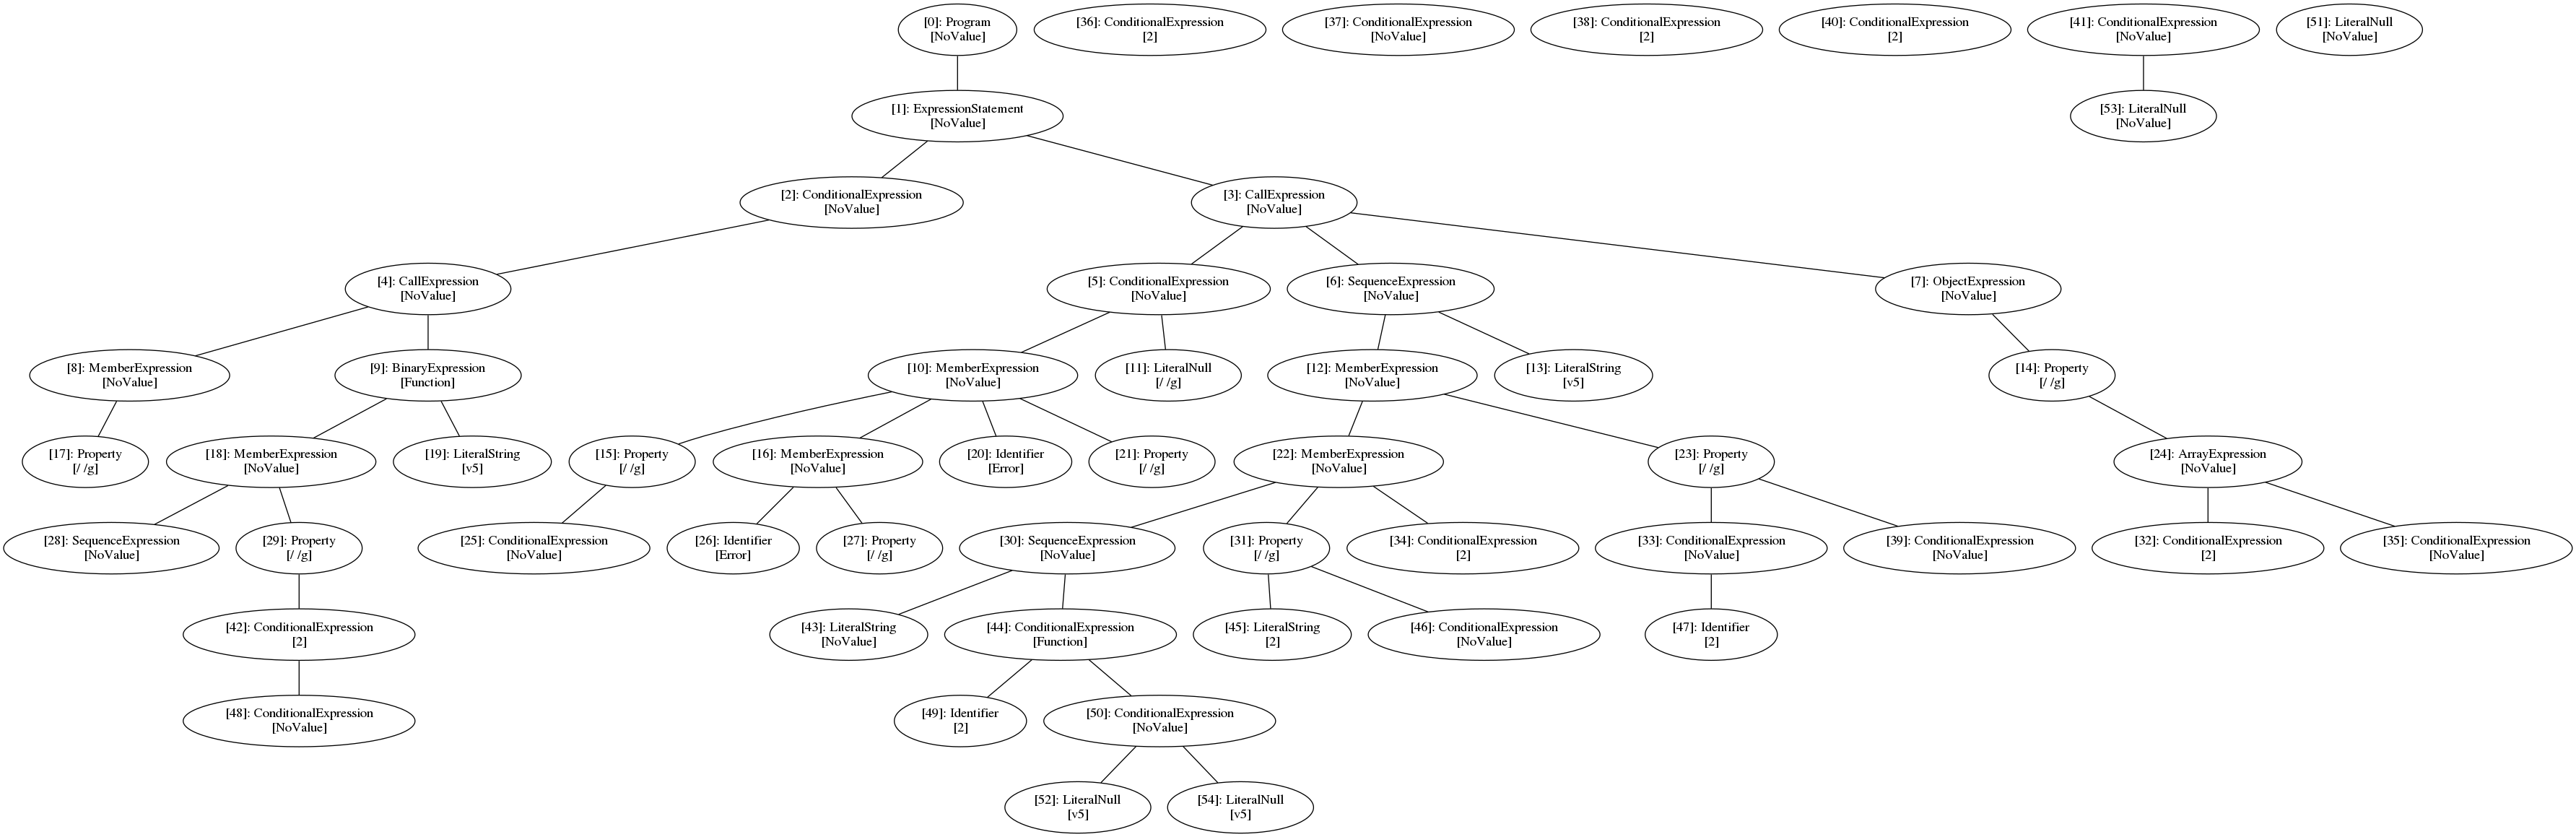 [0]: Program
[NoValue]
[36]: ConditionalExpression
[2]
[37]: ConditionalExpression
[NoValue]
[38]: ConditionalExpression
[2]
[40]: ConditionalExpression
[2]
[41]: ConditionalExpression
[NoValue]
[51]: LiteralNull
[NoValue]
[1]: ExpressionStatement
[NoValue]
[53]: LiteralNull
[NoValue]
[2]: ConditionalExpression
[NoValue]
[3]: CallExpression
[NoValue]
[4]: CallExpression
[NoValue]
[5]: ConditionalExpression
[NoValue]
[6]: SequenceExpression
[NoValue]
[7]: ObjectExpression
[NoValue]
[8]: MemberExpression
[NoValue]
[9]: BinaryExpression
[Function]
[10]: MemberExpression
[NoValue]
[11]: LiteralNull
[/ /g]
[12]: MemberExpression
[NoValue]
[13]: LiteralString
[v5]
[14]: Property
[/ /g]
[17]: Property
[/ /g]
[18]: MemberExpression
[NoValue]
[19]: LiteralString
[v5]
[15]: Property
[/ /g]
[16]: MemberExpression
[NoValue]
[20]: Identifier
[Error]
[21]: Property
[/ /g]
[22]: MemberExpression
[NoValue]
[23]: Property
[/ /g]
[24]: ArrayExpression
[NoValue]
[28]: SequenceExpression
[NoValue]
[29]: Property
[/ /g]
[25]: ConditionalExpression
[NoValue]
[26]: Identifier
[Error]
[27]: Property
[/ /g]
[30]: SequenceExpression
[NoValue]
[31]: Property
[/ /g]
[34]: ConditionalExpression
[2]
[33]: ConditionalExpression
[NoValue]
[39]: ConditionalExpression
[NoValue]
[32]: ConditionalExpression
[2]
[35]: ConditionalExpression
[NoValue]
[42]: ConditionalExpression
[2]
[43]: LiteralString
[NoValue]
[44]: ConditionalExpression
[Function]
[45]: LiteralString
[2]
[46]: ConditionalExpression
[NoValue]
[47]: Identifier
[2]
[48]: ConditionalExpression
[NoValue]
[49]: Identifier
[2]
[50]: ConditionalExpression
[NoValue]
[52]: LiteralNull
[v5]
[54]: LiteralNull
[v5]